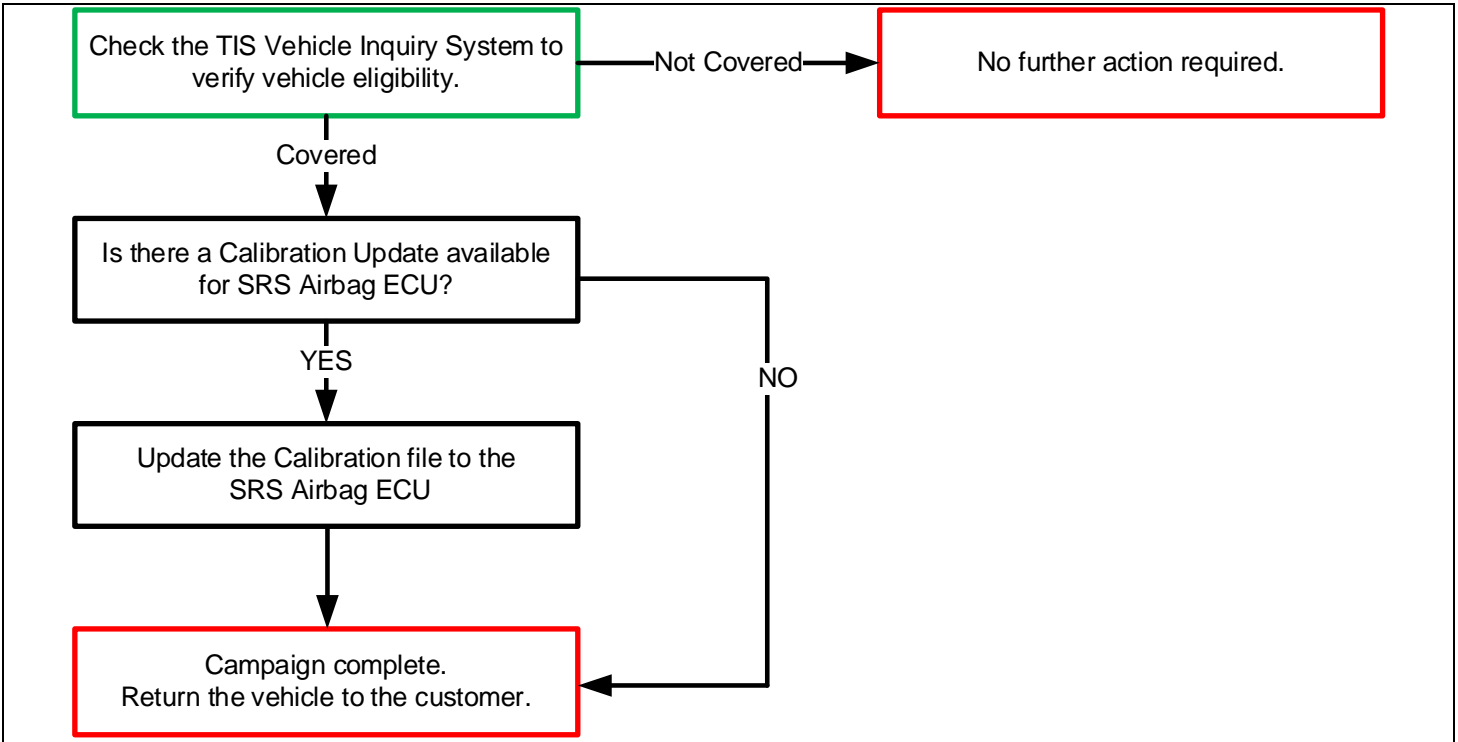 Check the TIS Vehicle Inquiry System to
verify vehicle eligibility.
Not Covered
No further action required.
Covered
Is there a Calibration Update available
for SRS Airbag ECU?
YES
NO
Update the Calibration file to the
SRS Airbag ECU
Campaign complete.
Return the vehicle to the customer.